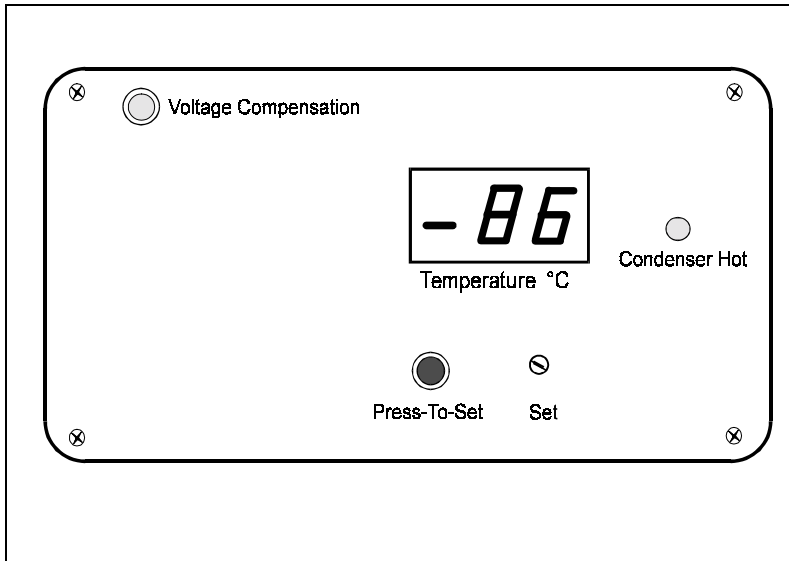 Voltage Compensation
-86
Condenser Hot
Temperature °C
Press-To-Set
Set